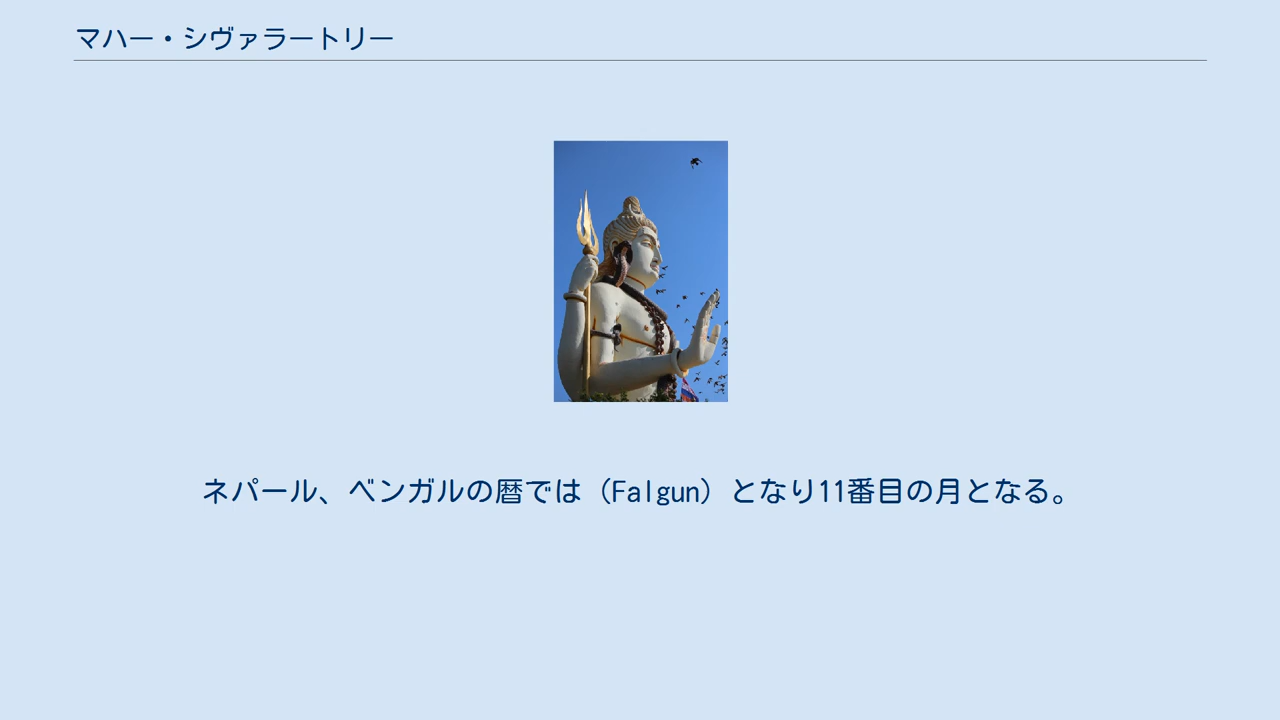 マハー・シヴァラートリー
ネパール、ベンガルの暦では（Falgun）となり11番目の月となる。